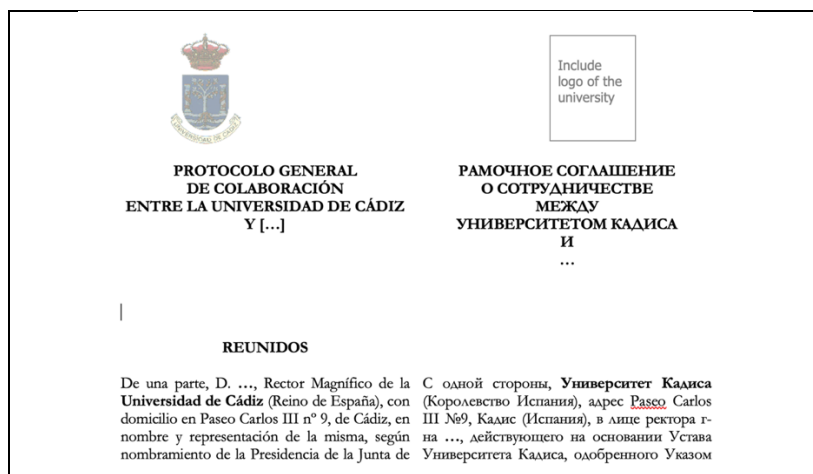 UNIVERSIDAD DE CADIZ
Include
logo of the
university
PROTOCOLO GENERAL
DE COLABORACIÓN
ENTRE LA UNIVERSIDAD DE CÁDIZ
Y […]
РАМОЧНОЕ СОГЛАШЕНИЕ
О СОТРУДНИЧЕСТВЕ
МЕЖДУ
УНИВЕРСИТЕТОМ КАДИСА
И
…
REUNIDOS
De una parte, D. …, Rector Magnífico de la
Universidad de Cádiz (Reino de España), con
domicilio en Paseo Carlos III nº 9, de Cádiz, en
nombre y representación de la misma, según
nombramiento de la Presidencia de la Junta de
С одной стороны, Университет Кадиса
(Королевство Испания), адрес Paseo Carlos
III №9, Кадис (Испания), в лице ректора г-
на …, действующего на основании Устава
Университета Кадиса, одобренного Указом